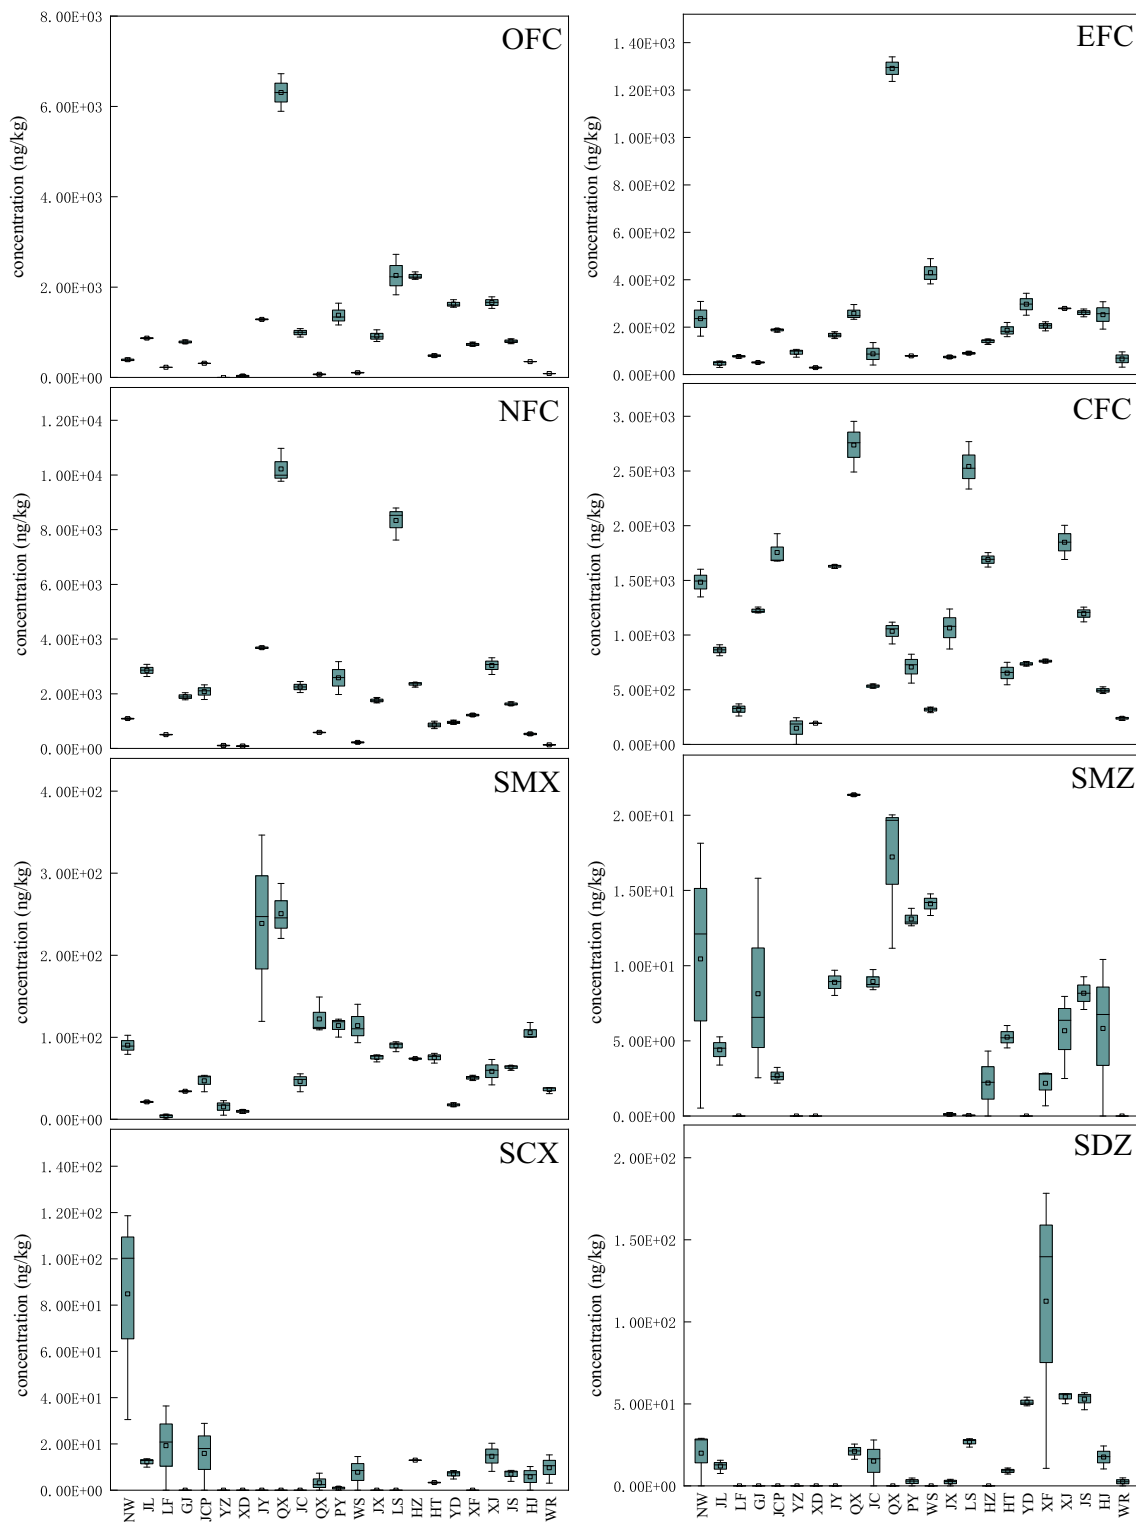 OFC
8.00E+03
6.00E+03
4.00E+03
2.00E+03
0.00E+00
concentration (ng/kg)
EFC
1.40E+03
1.20E+03
1.00E+03
8.00E+02
6.00E+02
4.00E+02
2.00E+02
0.00E+00
concentration (ng/kg)
NFC
1.20E+04
1.00E+04
8.00E+03
6.00E+03
4.00E+03
2.00E+03
0.00E+00
concentration (ng/kg)
CFC
3.00E+03
2.50E+03
2.00E+03
1.50E+03
1.00E+03
5.00E+02
0.00E+00
concentration (ng/kg)
SMX
4.00E+02
3.00E+02
2.00E+02
1.00E+02
0.00E+00
concentration (ng/kg)
SMZ
2.00E+01
1.50E+01
1.00E+01
5.00E+00
0.00E+00
concentration (ng/kg)
SCX
1.40E+02
1.20E+02
1.00E+02
8.00E+01
6.00E+01
4.00E+01
2.00E+01
0.00E+00
concentration (ng/kg)
NW JL LF GJ JCP YZ XD JY QX JC QX PY WS JX LS HZ HT YD XF XJ JS HJ WR
SDZ
2.00E+02
1.50E+02
1.00E+02
5.00E+01
0.00E+00
concentration (ng/kg)
NW JL LF GJ JCP YZ XD JY QX JC QX PY WS JX LS HZ HT YD XF XJ JS HJ WR